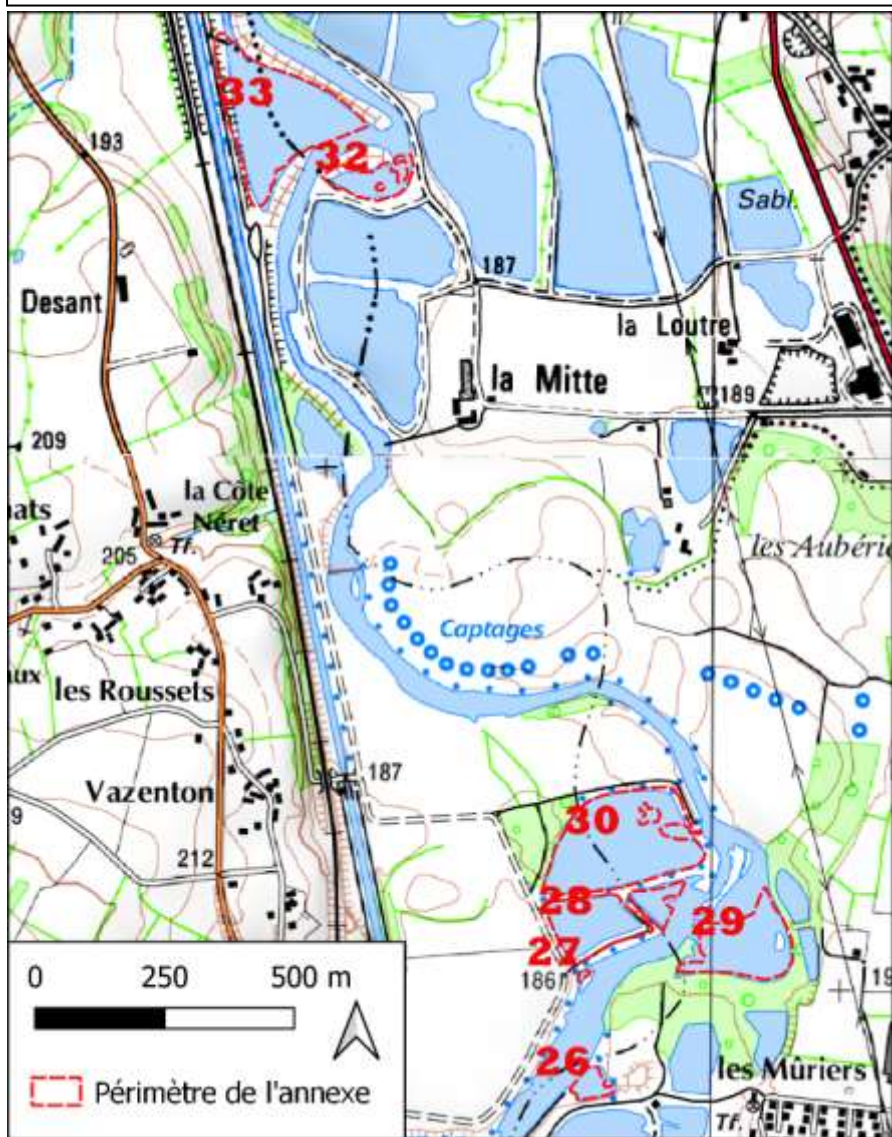 33
32
193
Sabl.
187
Desant
la Loutre
la Mitte
189
209
la Côte
Néret
Tf.
205
les Aubérie
Captages
les Roussets
187
Vazenton
30
212
28
29
27
186
0 250 500 m
26
les Mûriers
Tf.
Périmètre de l'annexe